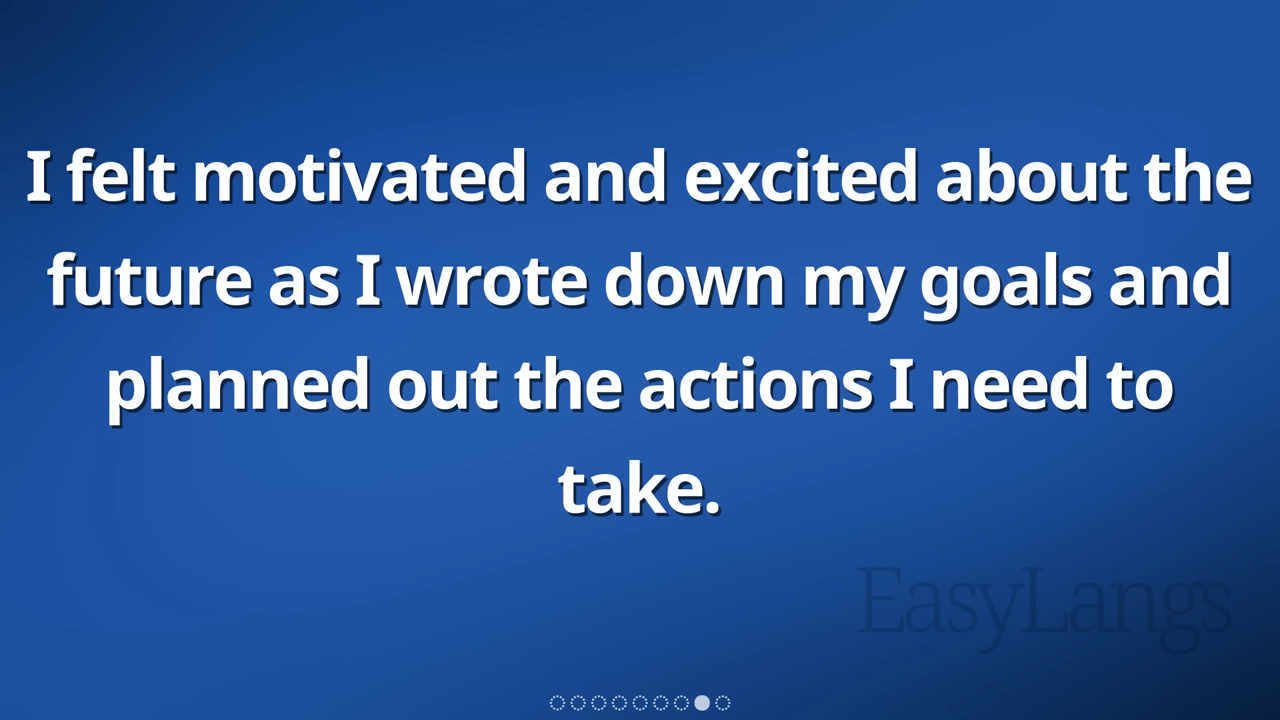 I felt motivated and excited about the
future as I wrote down my goals and
planned out the actions I need to
take.
EasyLangs